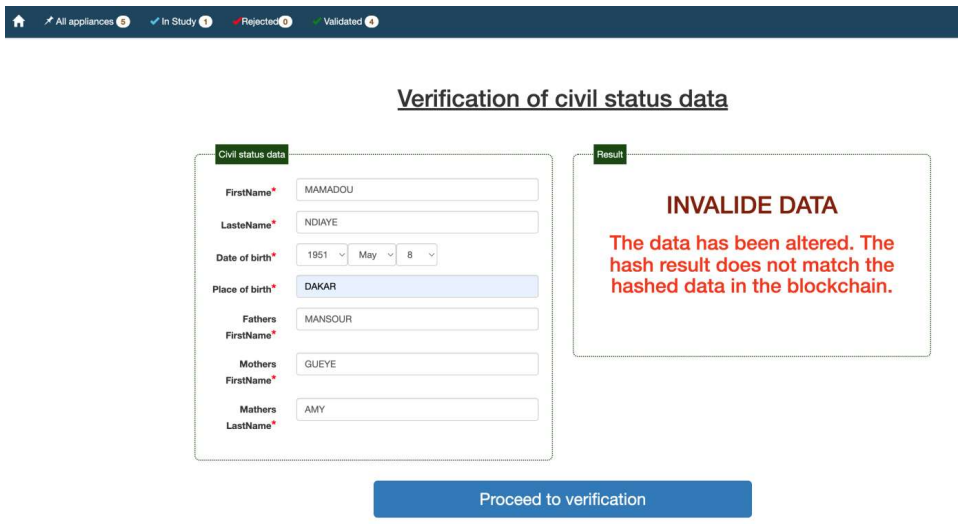 All appliances 5 In Study 1 Rejected 0 Validated 4
Verification of civil status data
Civil status data
FirstName* MAMADOU
LasteName* NDIAYE
Date of birth* 1951 May 8
Place of birth* DAKAR
Fathers FirstName* MANSOUR
Mothers FirstName* GUEYE
Mathers LastName* AMY
Result
INVALIDE DATA
The data has been altered. The
hash result does not match the
hashed data in the blockchain.
Proceed to verification